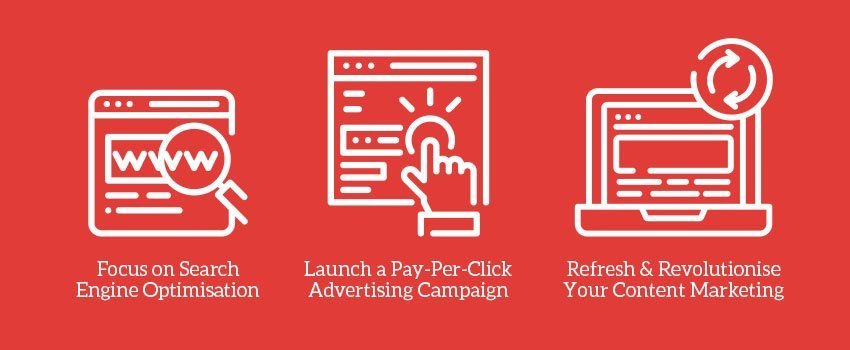 www
Focus on Search
Engine Optimisation
Launch a Pay-Per-Click
Advertising Campaign
Refresh & Revolutionise
Your Content Marketing